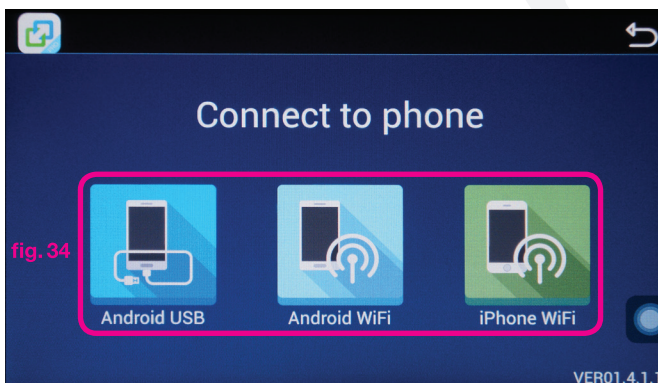 Connect to phone
fig. 34
Android USB
Android WiFi
iPhone WiFi
VER01.4.1.1